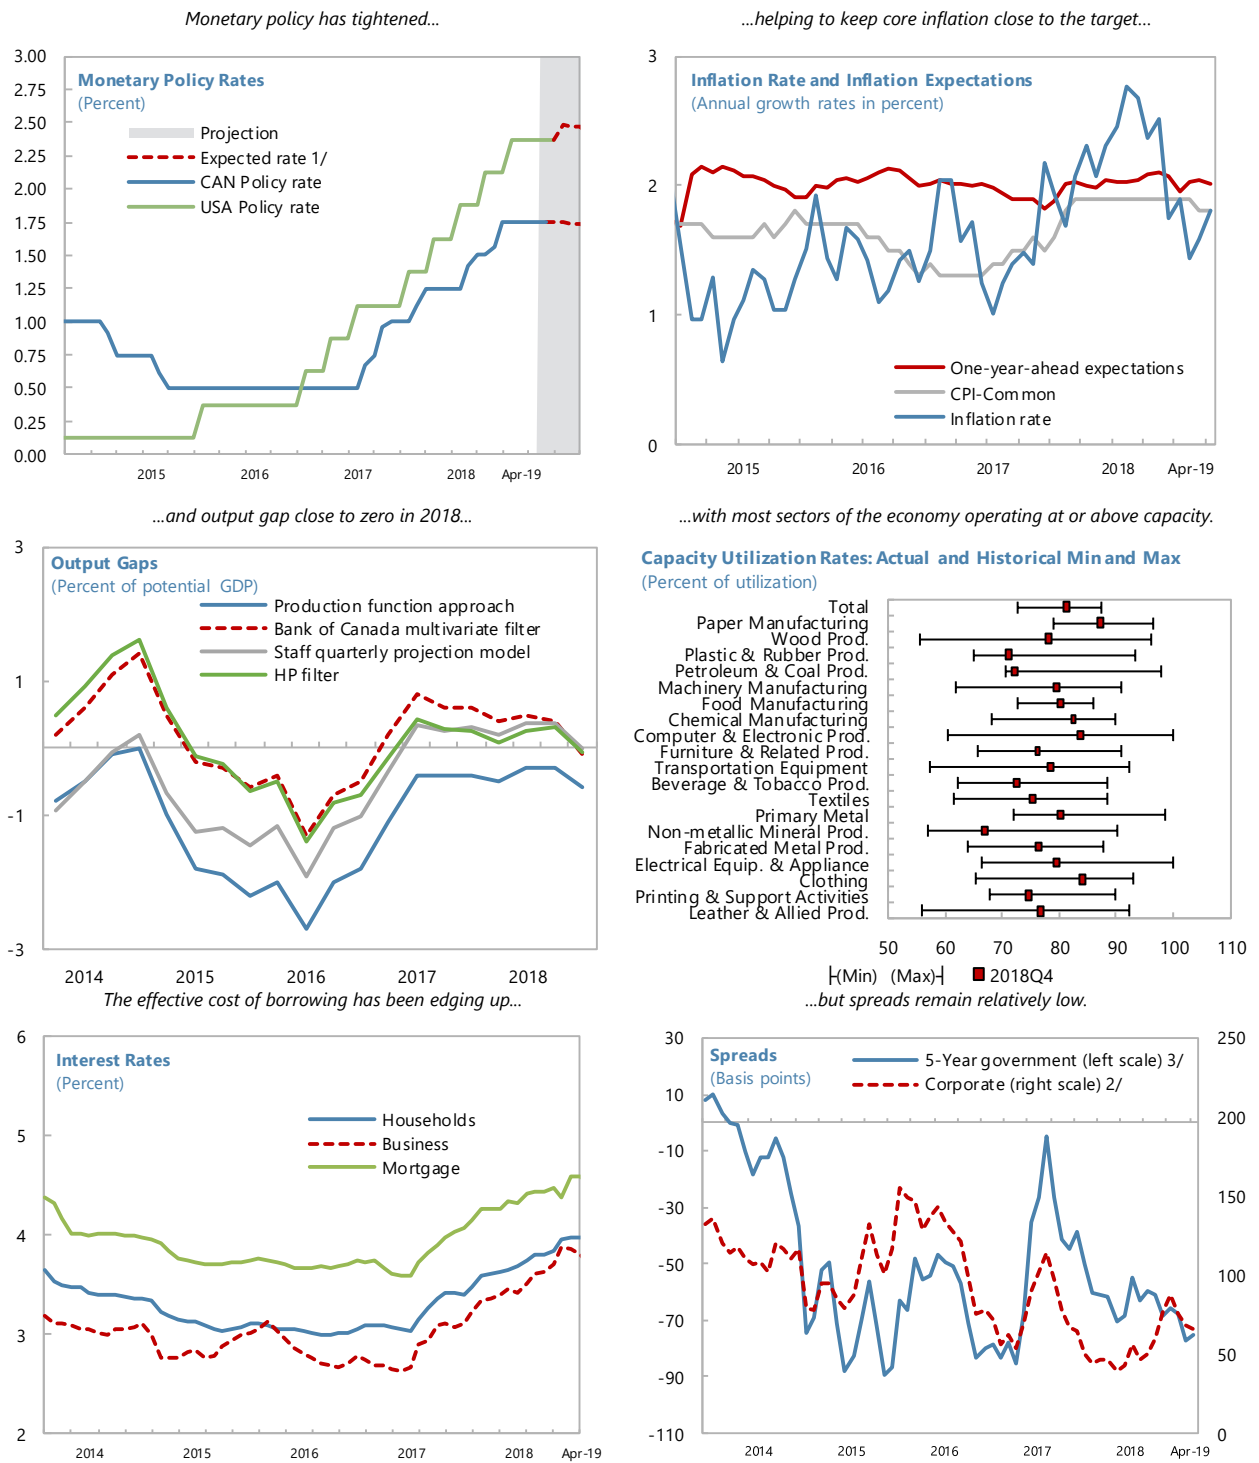 Monetary policy has tightened...
Monetary Policy Rates
(Percent)
Projection
Expected rate 1/
CAN Policy rate
USA Policy rate
3.00
2.75
2.50
2.25
2.00
1.75
1.50
1.25
1.00
0.75
0.50
0.25
0.00
2015 2016 2017 2018 Apr-19
...helping to keep core inflation close to the target...
Inflation Rate and Inflation Expectations
(Annual growth rates in percent)
3
2
1
0
One-year-ahead expectations
CPI-Common
Inflation rate
2015 2016 2017 2018 Apr-19
...and output gap close to zero in 2018...
Output Gaps
(Percent of potential GDP)
Production function approach
Bank of Canada multivariate filter
Staff quarterly projection model
HP filter
3
1
-1
-3
2014 2015 2016 2017 2018
...with most sectors of the economy operating at or above capacity.
Capacity Utilization Rates: Actual and Historical Min and Max
(Percent of utilization)
Total
Paper Manufacturing
Wood Prod.
Plastic & Rubber Prod.
Petroleum & Coal Prod.
Machinery Manufacturing
Food Manufacturing
Chemical Manufacturing
Computer & Electronic Prod.
Furniture & Related Prod.
Transportation Equipment
Beverage & Tobacco Prod.
Textiles
Primary Metal
Non-metallic Mineral Prod.
Fabricated Metal Prod.
Electrical Equip. & Appliance
Clothing
Printing & Support Activities
Leather & Allied Prod.
50 60 70 80 90 100 110
(Min) (Max) 2018Q4
The effective cost of borrowing has been edging up...
Interest Rates
(Percent)
Households
Business
Mortgage
6
5
4
3
2
2014 2015 2016 2017 2018 Apr-19
...but spreads remain relatively low.
Spreads
(Basis points)
5-Year government (left scale) 3/
Corporate (right scale) 2/
30
10
-10
-30
-50
-70
-90
-110
250
200
150
100
50
0
2014 2015 2016 2017 2018 Apr-19